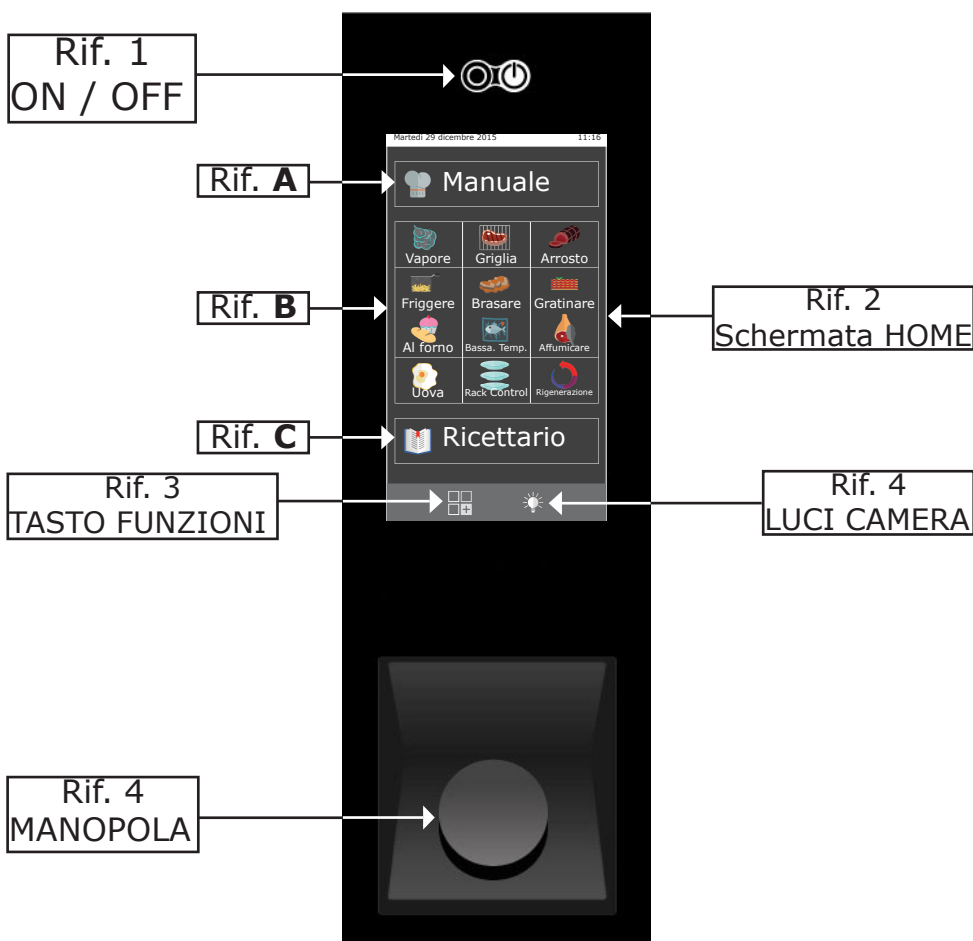 Rif. 1
ON / OFF
Martedì 29 dicembre 2015 11:16
Rif. A
Manuale
Vapore Griglia Arrosto
Rif. B
Friggere Brasare Gratinare
Rif. 2
Schermata HOME
Al forno Bassa. Temp. Affumicare
Uova Rack Control Rigenerazione
Rif. C
Ricettario
Rif. 3
TASTO FUNZIONI
Rif. 4
LUCI CAMERA
Rif. 4
MANOPOLA